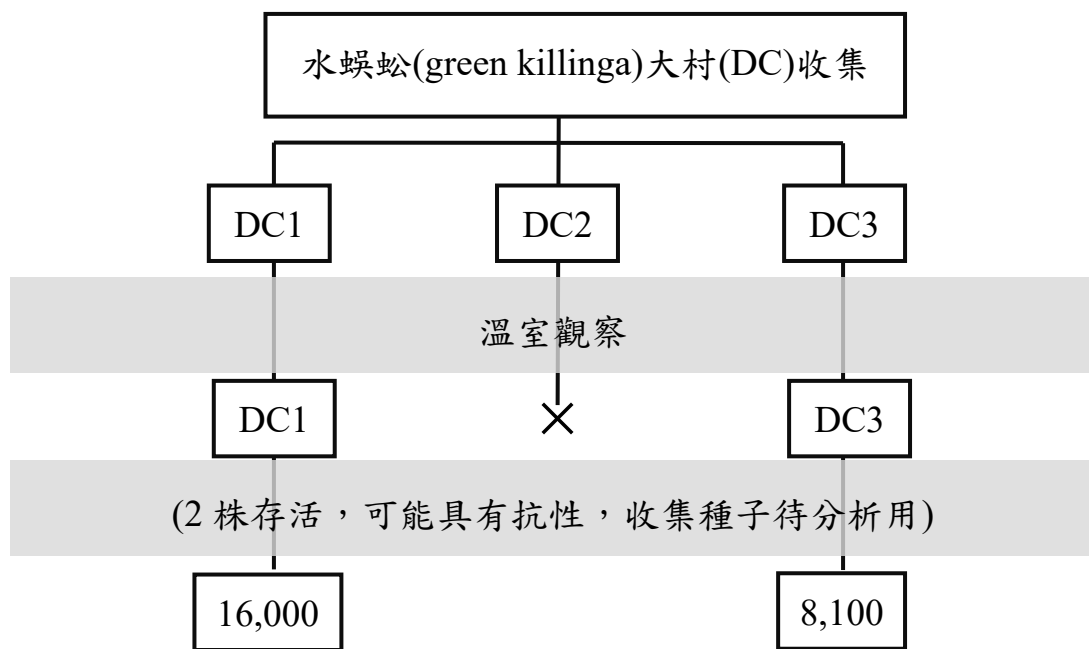 水蜈蚣(green killinga)大村(DC)收集
DC1
DC2
DC3
溫室觀察
DC1
DC3
(2 株存活，可能具有抗性，收集種子待分析用)
16,000
8,100